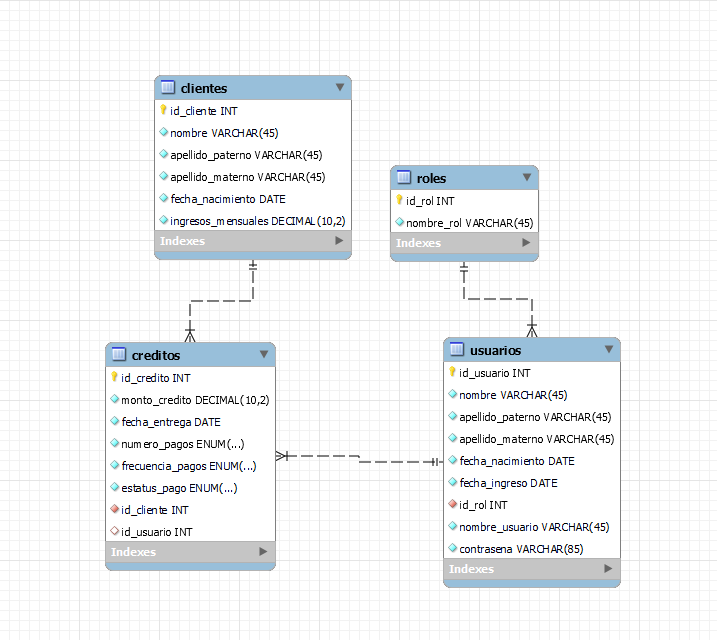 clientes
id_cliente INT
nombre VARCHAR(45)
apellido_paterno VARCHAR(45)
apellido_materno VARCHAR(45)
fecha_nacimiento DATE
ingresos_mensuales DECIMAL(10,2)
Indexes
roles
id_rol INT
nombre_rol VARCHAR(45)
Indexes
creditos
id_credito INT
monto_credito DECIMAL(10,2)
fecha_entrega DATE
numero_pagos ENUM(...)
frecuencia_pagos ENUM(...)
estatus_pago ENUM(...)
id_cliente INT
id_usuario INT
Indexes
usuarios
id_usuario INT
nombre VARCHAR(45)
apellido_paterno VARCHAR(45)
apellido_materno VARCHAR(45)
fecha_nacimiento DATE
fecha_ingreso DATE
id_rol INT
nombre_usuario VARCHAR(45)
contrasena VARCHAR(85)
Indexes